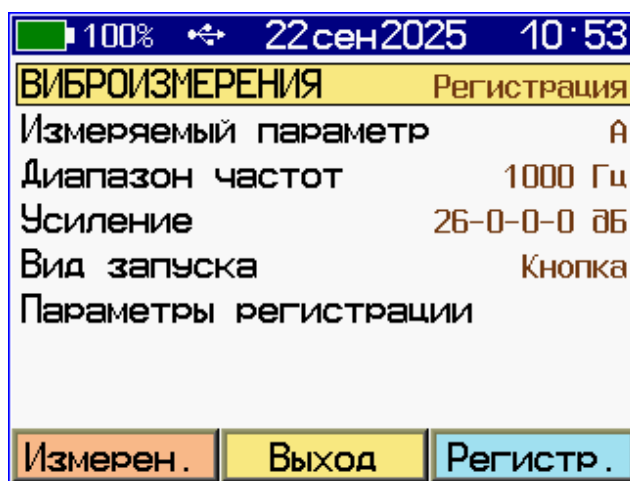 100% 22сен2025 10:53
ВИБРОИЗМЕРЕНИЯ Регистрация
Измеряемый параметр А
Диапазон частот 1000 Гц
Усиление 26-0-0-0 дБ
Вид запуска Кнопка
Параметры регистрации
Измерен. Выход Регистр.